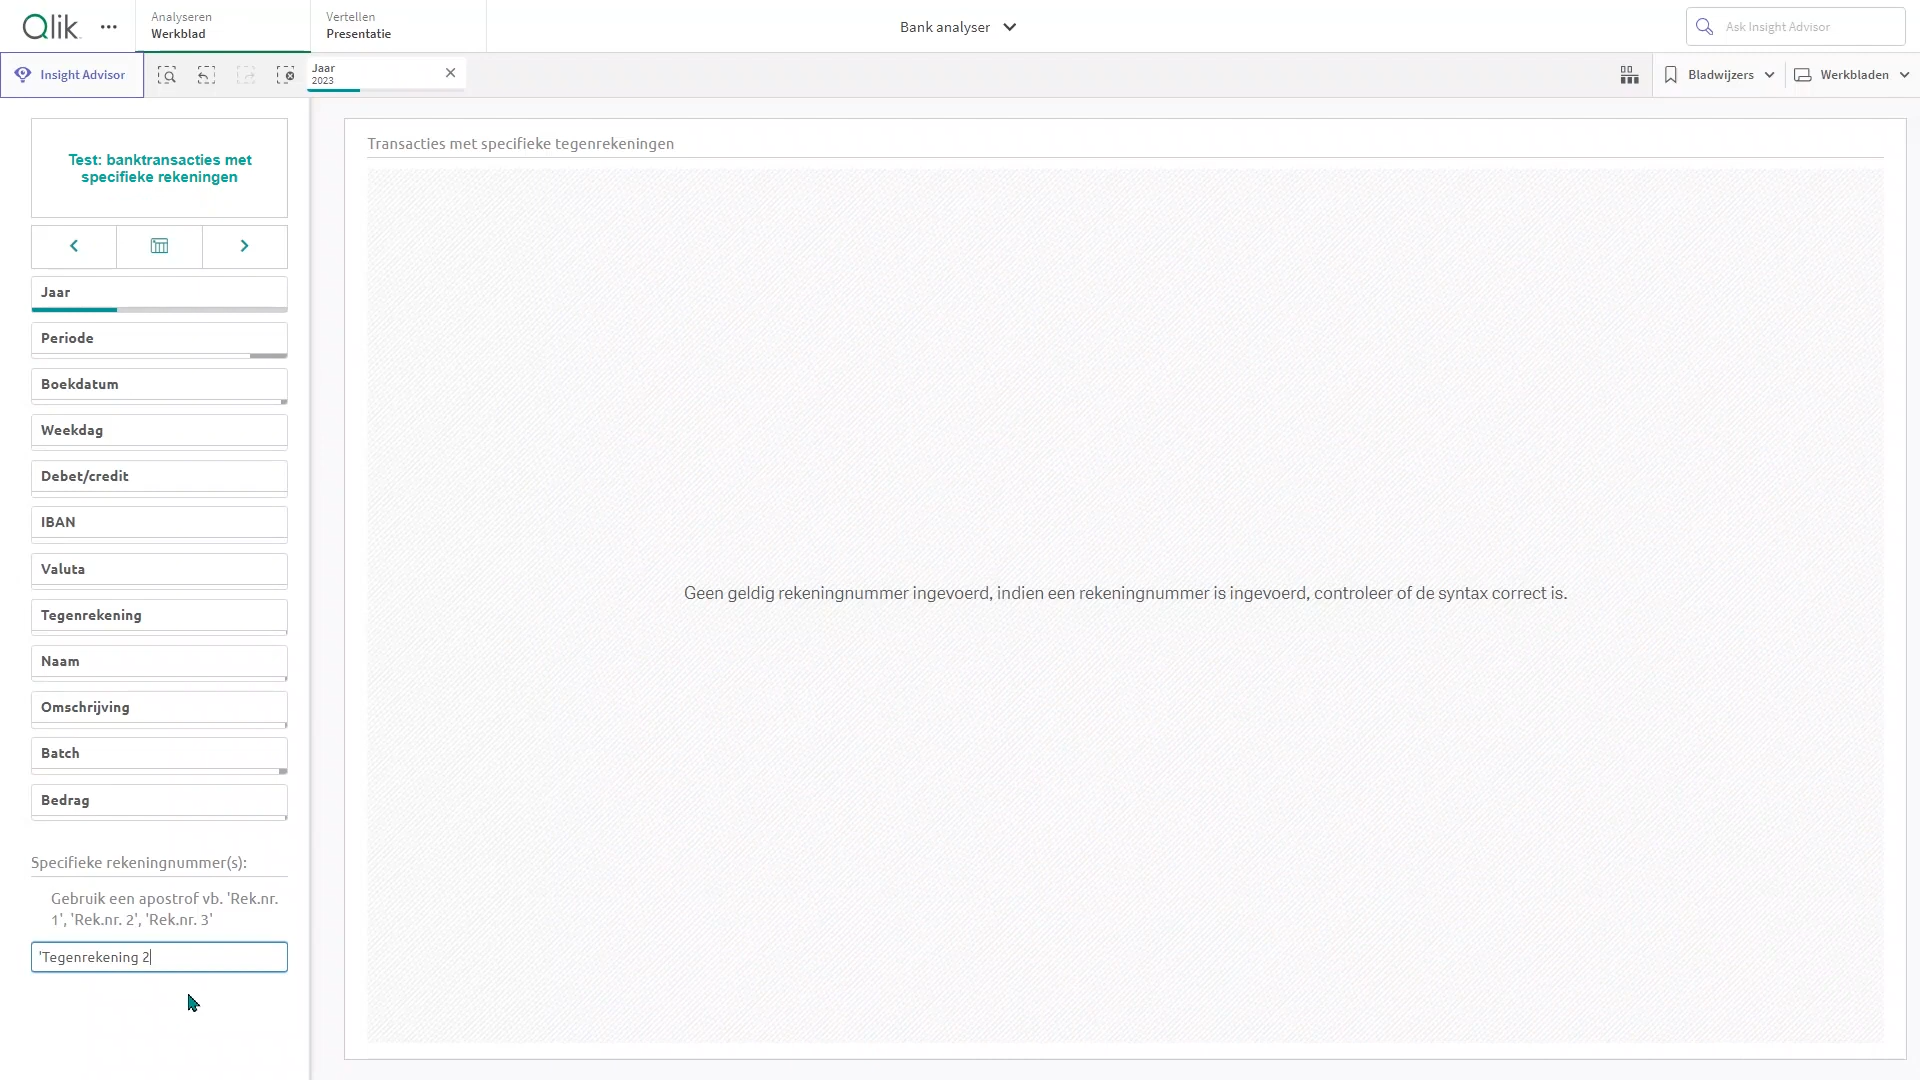 Qlik
Analyseren
Werkblad
Vertellen
Presentatie
Bank analyser
Ask Insight Advisor
Insight Advisor
Jaar
2023
Bladwijzers
Werkbladen
Test: banktransacties met
specifieke rekeningen
Jaar
Periode
Boekdatum
Weekdag
Debet/credit
IBAN
Valuta
Tegenrekening
Naam
Omschrijving
Batch
Bedrag
Specifieke rekeningnummer(s):
Gebruik een apostrof vb. 'Rek.nr.
1', 'Rek.nr. 2', 'Rek.nr. 3'
'Tegenrekening 2
Transacties met specifieke tegenrekeningen
Geen geldig rekeningnummer ingevoerd, indien een rekeningnummer is ingevoerd, controleer of de syntax correct is.